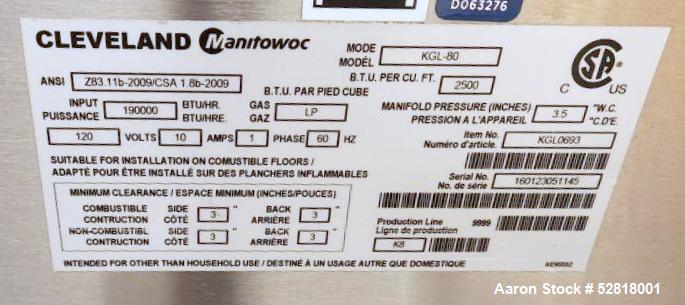 D063276
CLEVELAND Manitowoc
MODE
MODÈL KGL-80
CSA
C US
ANSI Z83.11b-2009/CSA 1.8b-2009
B.T.U. PER CU. FT.
B.T.U. PAR PIED CUBE 2500
INPUT
PUISSANCE 190000 BTU/HR.
BTU/HRE.
GAS
GAZ LP
MANIFOLD PRESSURE (INCHES)
PRESSION A L'APPAREIL 3.5 "W.C.
"C.D'E.
120 VOLTS 10 AMPS 1 PHASE 60 HZ
Item No.
Numéro d'article. KGL0693
SUITABLE FOR INSTALLATION ON COMUSTIBLE FLOORS /
ADAPTÉ POUR ÊTRE INSTALLÉ SUR DES PLANCHERS INFLAMMABLES
Serial No.
No. de série 160123051145
MINIMUM CLEARANCE / ESPACE MINIMUM (INCHES/POUCES)
COMBUSTIBLE
CONTRUCTION SIDE
CÔTÉ 3 " BACK
ARRIÈRE 3 "
NON-COMBUSTIBL
CONTRUCTION SIDE
CÔTÉ 3 " BACK
ARRIÈRE 3 "
Production Line
Ligne de production 9999
K8
INTENDED FOR OTHER THAN HOUSEHOLD USE / DESTINÉ À UN USAGE AUTRE QUE DOMESTIQUE
Aaron Stock # 52818001